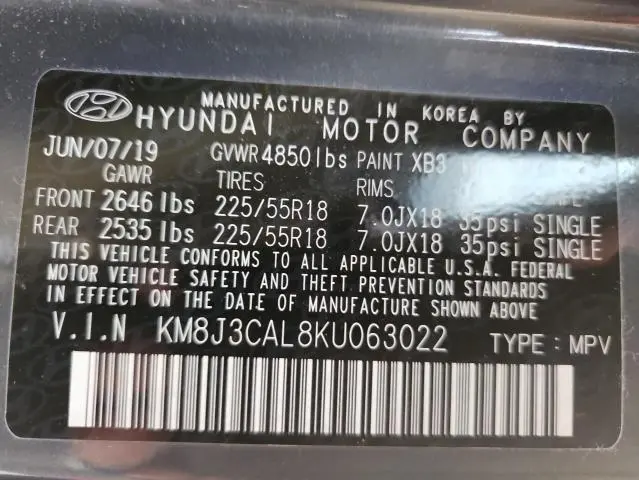 MANUFACTURED IN KOREA BY
HYUNDAI MOTOR COMPANY
JUN/07/19 GVWR 4850lbs PAINT XB3
GAWR TIRES RIMS
FRONT 2646 lbs 225/55R18 7.0JX18 35psi SINGLE
REAR 2535 lbs 225/55R18 7.0JX18 35psi SINGLE
THIS VEHICLE CONFORMS TO ALL APPLICABLE U.S.A. FEDERAL
MOTOR VEHICLE SAFETY AND THEFT PREVENTION STANDARDS
IN EFFECT ON THE DATE OF MANUFACTURE SHOWN ABOVE
V.I.N KM8J3CAL8KU063022 TYPE : MPV